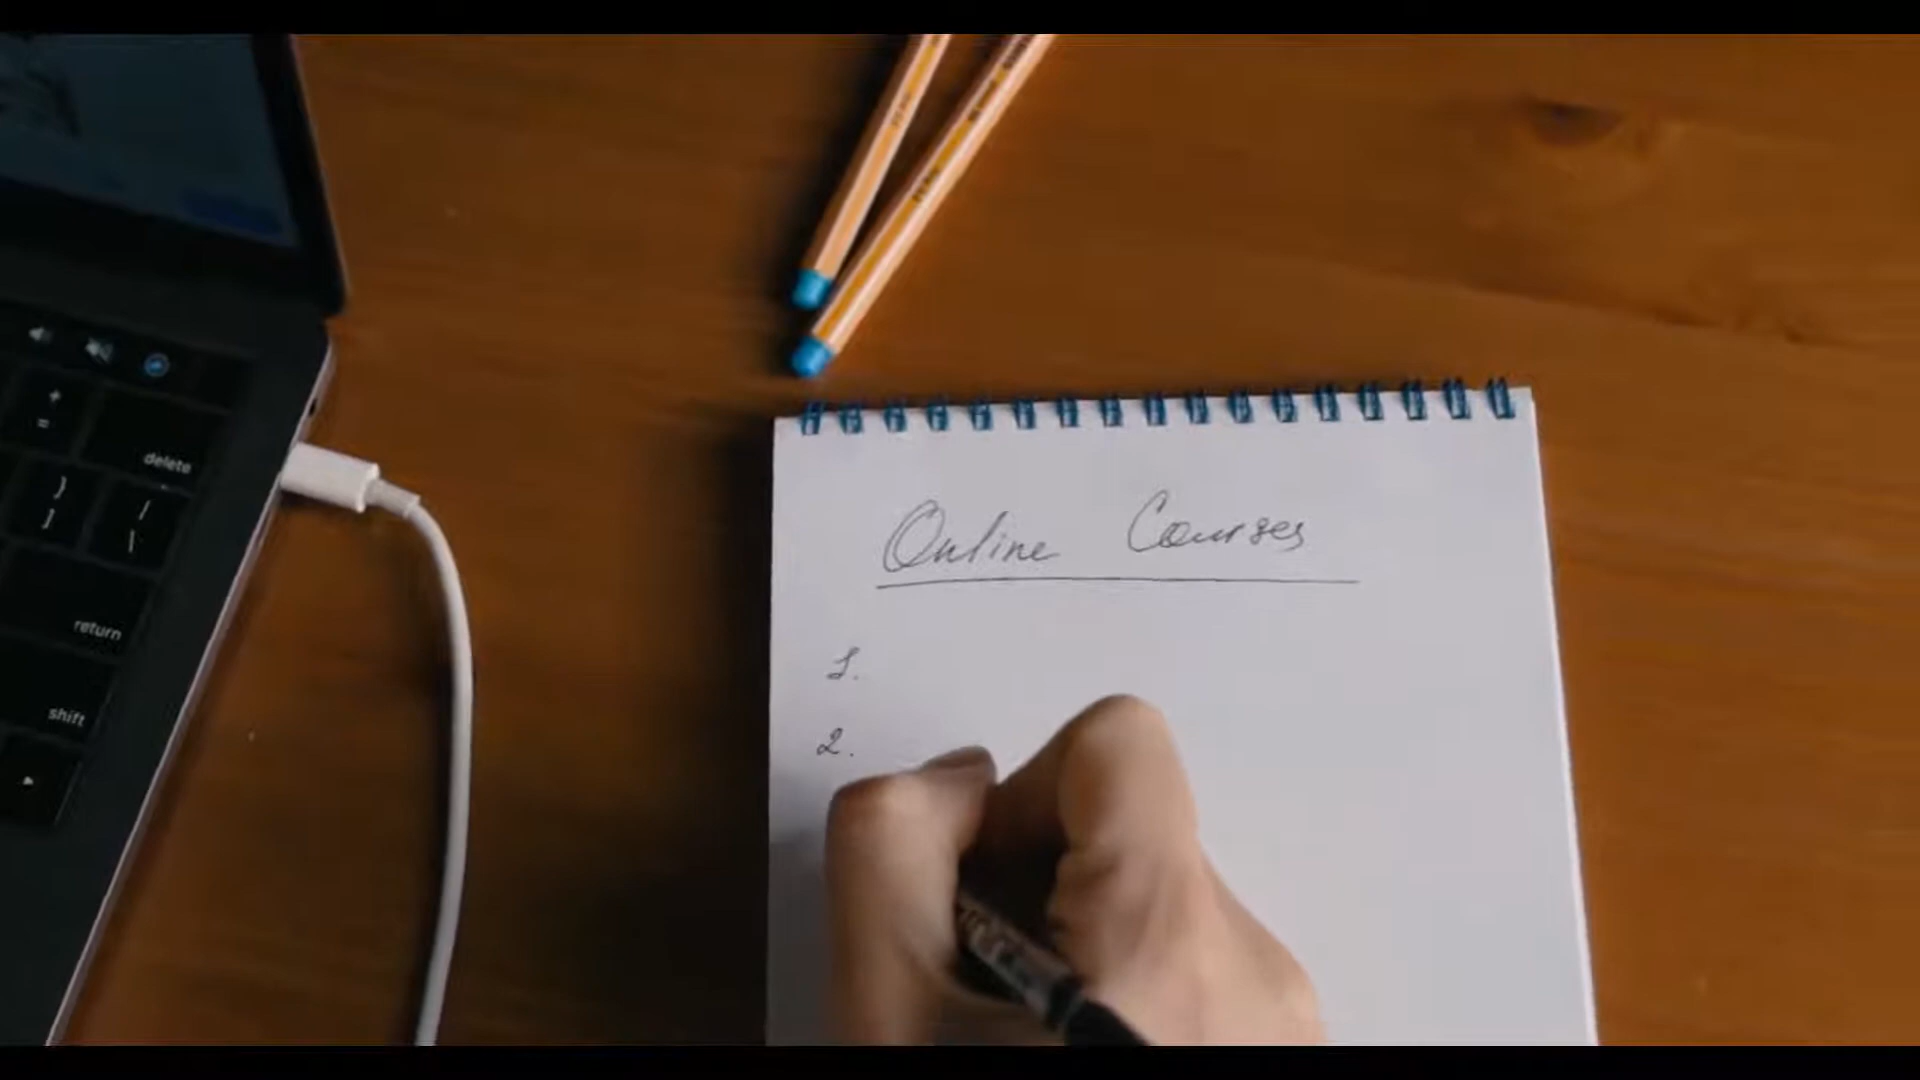 Online Courses
1.
2.
+
=
delete
}
]
/
\
return
shift